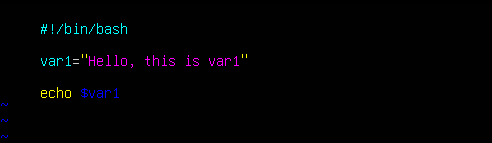 #!/bin/bash
var1="Hello, this is var1"
echo $var1
~
~
~